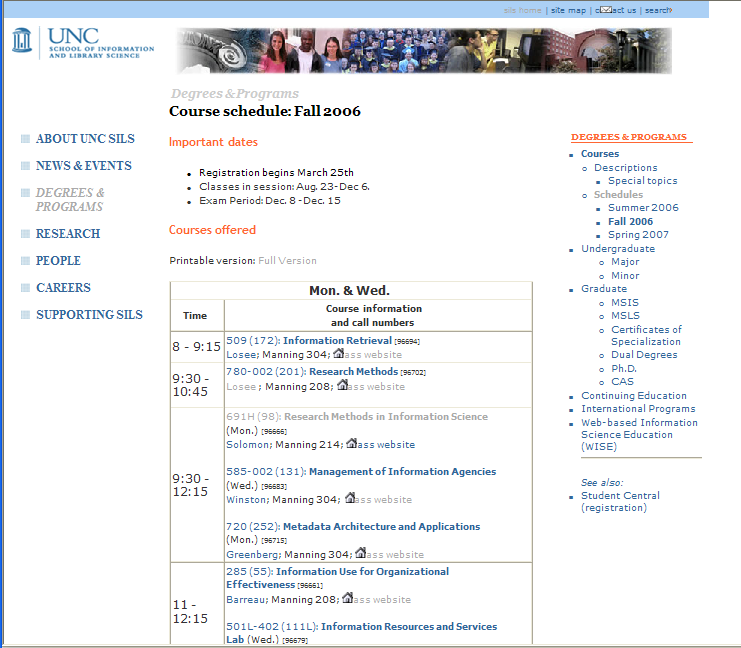 sils home | site map | contact us | search
UNC
SCHOOL OF INFORMATION
AND LIBRARY SCIENCE
Degrees & Programs
Course schedule: Fall 2006
ABOUT UNC SILS
NEWS & EVENTS
DEGREES &
PROGRAMS
RESEARCH
PEOPLE
CAREERS
SUPPORTING SILS
Important dates
Registration begins March 25th
Classes in session: Aug. 23-Dec 6.
Exam Period: Dec. 8 - Dec. 15
Courses offered
Printable version: Full Version
Mon. & Wed.
Time
Course information
and call numbers
8 - 9:15
509 (172): Information Retrieval [96694]
Losee; Manning 304; ass website
9:30 -
10:45
780-002 (201): Research Methods [96702]
Losee ; Manning 208; ass website
9:30 -
12:15
691H (98): Research Methods in Information Science
(Mon.) [96666]
Solomon; Manning 214; ass website
585-002 (131): Management of Information Agencies
(Wed.) [96683]
Winston; Manning 304; ass website
720 (252): Metadata Architecture and Applications
(Mon.) [96715]
Greenberg; Manning 304; ass website
11 -
12:15
285 (55): Information Use for Organizational
Effectiveness [96661]
Barreau; Manning 208; ass website
501L-402 (111L): Information Resources and Services
Lab (Wed.) [96679]
DEGREES & PROGRAMS
Courses
Descriptions
Special topics
Schedules
Summer 2006
Fall 2006
Spring 2007
Undergraduate
Major
Minor
Graduate
MSIS
MSLS
Certificates of
Specialization
Dual Degrees
Ph.D.
CAS
Continuing Education
International Programs
Web-based Information
Science Education
(WISE)
See also:
Student Central
(registration)